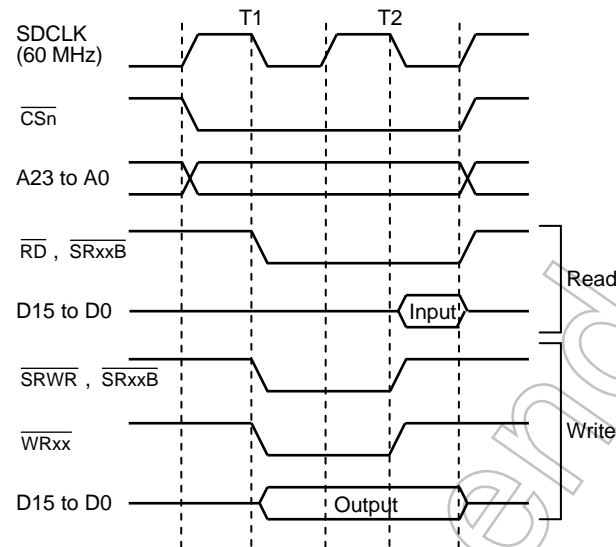 T1 T2
SDCLK
(60 MHz)
CSn
A23 to A0
RD , SRxxB
Read
D15 to D0 Input
SRWR , SRxxB
Write
WRxx
D15 to D0 Output
end